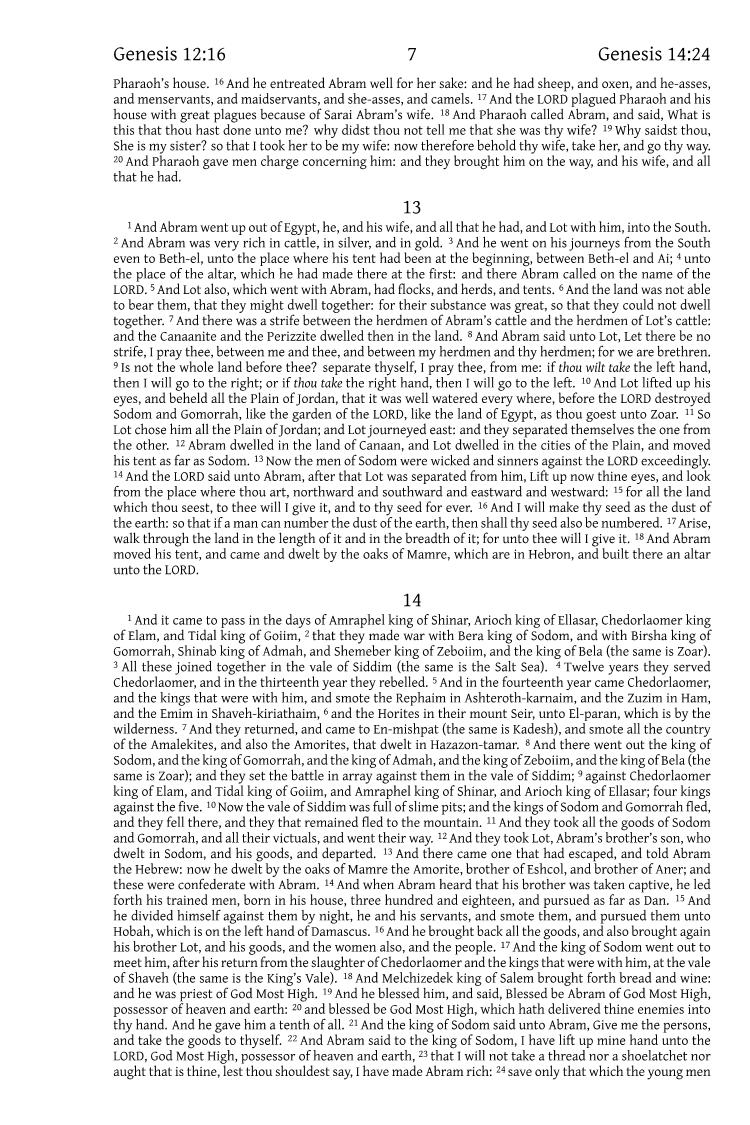 Genesis 12:16 7 Genesis 14:24
Pharaoh's house. 16 And he entreated Abram well for her sake: and he had sheep, and oxen, and he-asses,
and menservants, and maidservants, and she-asses, and camels. 17 And the LORD plagued Pharaoh and his
house with great plagues because of Sarai Abram's wife. 18 And Pharaoh called Abram, and said, What is
this that thou hast done unto me? why didst thou not tell me that she was thy wife? 19 Why saidst thou,
She is my sister? so that I took her to be my wife: now therefore behold thy wife, take her, and go thy way.
20 And Pharaoh gave men charge concerning him: and they brought him on the way, and his wife, and all
that he had.
13
1 And Abram went up out of Egypt, he, and his wife, and all that he had, and Lot with him, into the South.
2 And Abram was very rich in cattle, in silver, and in gold. 3 And he went on his journeys from the South
even to Beth-el, unto the place where his tent had been at the beginning, between Beth-el and Ai; 4 unto
the place of the altar, which he had made there at the first: and there Abram called on the name of the
LORD. 5 And Lot also, which went with Abram, had flocks, and herds, and tents. 6 And the land was not able
to bear them, that they might dwell together: for their substance was great, so that they could not dwell
together. 7 And there was a strife between the herdmen of Abram's cattle and the herdmen of Lot's cattle:
and the Canaanite and the Perizzite dwelled then in the land. 8 And Abram said unto Lot, Let there be no
strife, I pray thee, between me and thee, and between my herdmen and thy herdmen; for we are brethren.
9 Is not the whole land before thee? separate thyself, I pray thee, from me: if thou wilt take the left hand,
then I will go to the right; or if thou take the right hand, then I will go to the left. 10 And Lot lifted up his
eyes, and beheld all the Plain of Jordan, that it was well watered every where, before the LORD destroyed
Sodom and Gomorrah, like the garden of the LORD, like the land of Egypt, as thou goest unto Zoar. 11 So
Lot chose him all the Plain of Jordan; and Lot journeyed east: and they separated themselves the one from
the other. 12 Abram dwelled in the land of Canaan, and Lot dwelled in the cities of the Plain, and moved
his tent as far as Sodom. 13 Now the men of Sodom were wicked and sinners against the LORD exceedingly.
14 And the LORD said unto Abram, after that Lot was separated from him, Lift up now thine eyes, and look
from the place where thou art, northward and southward and eastward and westward: 15 for all the land
which thou seest, to thee will I give it, and to thy seed for ever. 16 And I will make thy seed as the dust of
the earth: so that if a man can number the dust of the earth, then shall thy seed also be numbered. 17 Arise,
walk through the land in the length of it and in the breadth of it; for unto thee will I give it. 18 And Abram
moved his tent, and came and dwelt by the oaks of Mamre, which are in Hebron, and built there an altar
unto the LORD.
14
1 And it came to pass in the days of Amraphel king of Shinar, Arioch king of Ellasar, Chedorlaomer king
of Elam, and Tidal king of Goiim, 2 that they made war with Bera king of Sodom, and with Birsha king of
Gomorrah, Shinab king of Admah, and Shemeber king of Zeboiim, and the king of Bela (the same is Zoar).
3 All these joined together in the vale of Siddim (the same is the Salt Sea). 4 Twelve years they served
Chedorlaomer, and in the thirteenth year they rebelled. 5 And in the fourteenth year came Chedorlaomer,
and the kings that were with him, and smote the Rephaim in Ashteroth-karnaim, and the Zuzim in Ham,
and the Emim in Shaveh-kiriathaim, 6 and the Horites in their mount Seir, unto El-paran, which is by the
wilderness. 7 And they returned, and came to En-mishpat (the same is Kadesh), and smote all the country
of the Amalekites, and also the Amorites, that dwelt in Hazazon-tamar. 8 And there went out the king of
Sodom, and the king of Gomorrah, and the king of Admah, and the king of Zeboiim, and the king of Bela (the
same is Zoar); and they set the battle in array against them in the vale of Siddim; 9 against Chedorlaomer
king of Elam, and Tidal king of Goiim, and Amraphel king of Shinar, and Arioch king of Ellasar; four kings
against the five. 10 Now the vale of Siddim was full of slime pits; and the kings of Sodom and Gomorrah fled,
and they fell there, and they that remained fled to the mountain. 11 And they took all the goods of Sodom
and Gomorrah, and all their victuals, and went their way. 12 And they took Lot, Abram's brother's son, who
dwelt in Sodom, and his goods, and departed. 13 And there came one that had escaped, and told Abram
the Hebrew: now he dwelt by the oaks of Mamre the Amorite, brother of Eshcol, and brother of Aner; and
these were confederate with Abram. 14 And when Abram heard that his brother was taken captive, he led
forth his trained men, born in his house, three hundred and eighteen, and pursued as far as Dan. 15 And
he divided himself against them by night, he and his servants, and smote them, and pursued them unto
Hobah, which is on the left hand of Damascus. 16 And he brought back all the goods, and also brought again
his brother Lot, and his goods, and the women also, and the people. 17 And the king of Sodom went out to
meet him, after his return from the slaughter of Chedorlaomer and the kings that were with him, at the vale
of Shaveh (the same is the King's Vale). 18 And Melchizedek king of Salem brought forth bread and wine:
and he was priest of God Most High. 19 And he blessed him, and said, Blessed be Abram of God Most High,
possessor of heaven and earth: 20 and blessed be God Most High, which hath delivered thine enemies into
thy hand. And he gave him a tenth of all. 21 And the king of Sodom said unto Abram, Give me the persons,
and take the goods to thyself. 22 And Abram said to the king of Sodom, I have lift up mine hand unto the
LORD, God Most High, possessor of heaven and earth, 23 that I will not take a thread nor a shoelatchet nor
aught that is thine, lest thou shouldest say, I have made Abram rich: 24 save only that which the young men